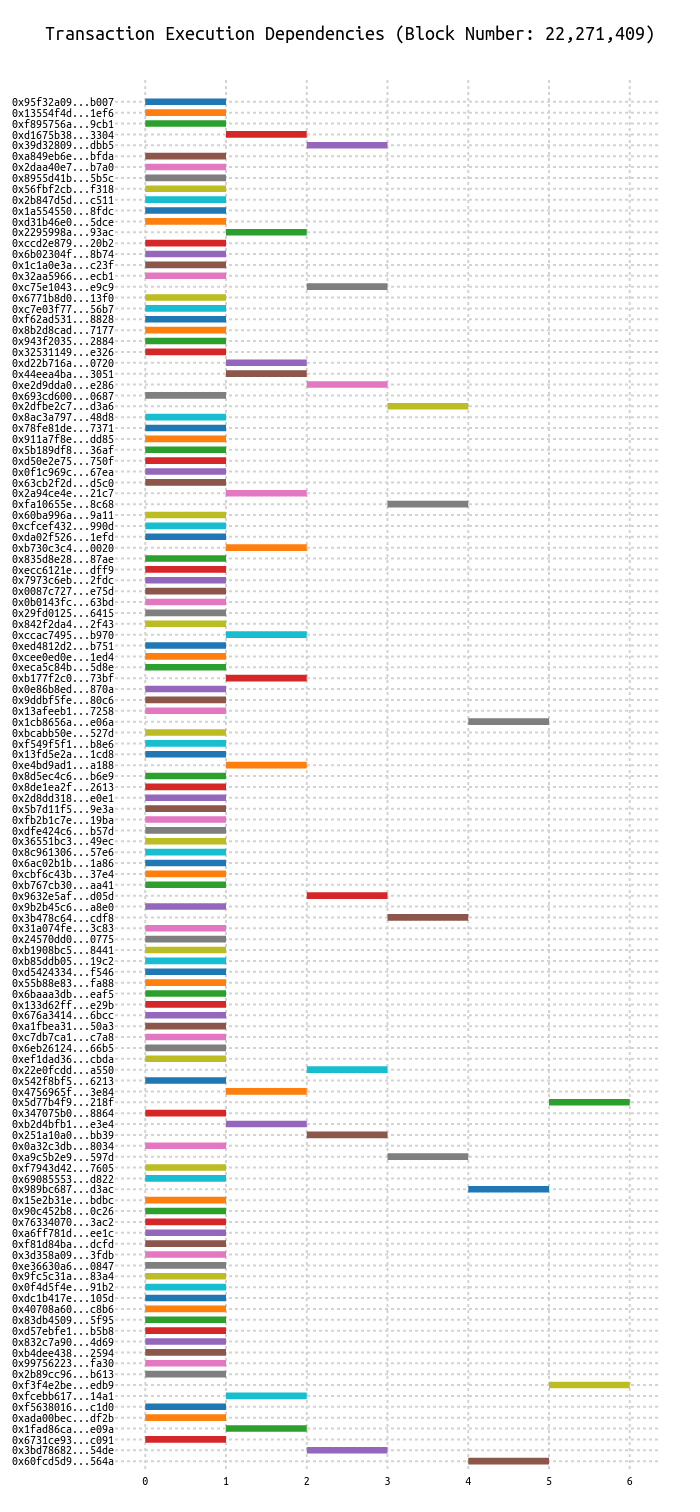 Transaction Execution Dependencies (Block Number: 22,271,409)
0x95f32a09...b007
0x13554f4d...1ef6
0xf895756a...9cb1
0xd1675b38...3304
0x39d32809...dbb5
0xa849eb6e...bfda
0x2daa40e7...b7a0
0x8955d41b...5b5c
0x56fbf2cb...f318
0x2b847d5d...c511
0x1a554550...8fdc
0xd31b46e0...5dce
0x2295998a...93ac
0xccd2e879...20b2
0x6b02304f...8b74
0x1c1a0e3a...c23f
0x32aa5966...ecb1
0xc75e1043...e9c9
0x6771b8d0...13f0
0xc7e03f77...56b7
0xf62ad531...8828
0x8b2d8cad...7177
0x943f2035...2884
0x32531149...e326
0xd22b716a...0720
0x44eea4ba...3051
0xe2d9dda0...e286
0x693cd600...0687
0x2dfbe2c7...d3a6
0x8ac3a797...48d8
0x78fe81de...7371
0x911a7f8e...dd85
0x5b189df8...36af
0xd50e2e75...750f
0x0f1c969c...67ea
0x63cb2f2d...d5c0
0x2a94ce4e...21c7
0xfa10655e...8c68
0x60ba996a...9a11
0xcfcef432...990d
0xda02f526...1efd
0xb730c3c4...0020
0x835d8e28...87ae
0xecc6121e...dff9
0x7973c6eb...2fdc
0x0087c727...e75d
0x0b0143fc...63bd
0x29fd0125...6415
0x842f2da4...2f43
0xccac7495...b970
0xed4812d2...b751
0xcee0ed0e...1ed4
0xeca5c84b...5d8e
0xb177f2c0...73bf
0x0e86b8ed...870a
0x9ddbf5fe...80c6
0x13afeeb1...7258
0x1cb8656a...e06a
0xbcabb50e...527d
0xf549f5f1...b8e6
0x13fd5e2a...1cd8
0xe4bd9ad1...a188
0x8d5ec4c6...b6e9
0x8de1ea2f...2613
0x2d8dd318...e0e1
0x5b7d11f5...9e3a
0xfb2b1c7e...19ba
0xdfe424c6...b57d
0x36551bc3...49ec
0x8c961306...57e6
0x6ac02b1b...1a86
0xcbf6c43b...37e4
0xb767cb30...aa41
0x9632e5af...d05d
0x9b2b45c6...a8e0
0x3b478c64...cdf8
0x31a074fe...3c83
0x24570dd0...0775
0xb1908bc5...8441
0xb85ddb05...19c2
0xd5424334...f546
0x55b88e83...fa88
0x6baaa3db...eaf5
0x133d62ff...e29b
0x676a3414...6bcc
0xa1fbea31...50a3
0xc7db7ca1...c7a8
0x6eb26124...66b5
0xef1dad36...cbda
0x22e0fcdd...a550
0x542f8bf5...6213
0x4756965f...3e84
0x5d77b4f9...218f
0x347075b0...8864
0xb2d4bfb1...e3e4
0x251a10a0...bb39
0x0a32c3db...8034
0xa9c5b2e9...597d
0xf7943d42...7605
0x69085553...d822
0x989bc687...d3ac
0x15e2b31e...bdbc
0x90c452b8...0c26
0x76334070...3ac2
0xa6ff781d...ee1c
0xf81d84ba...dcfd
0x3d358a09...3fdb
0xe36630a6...0847
0x9fc5c31a...83a4
0x0f4d5f4e...91b2
0xdc1b417e...105d
0x40708a60...c8b6
0x83db4509...5f95
0xd57ebfe1...b5b8
0x832c7a90...4d69
0xb4dee438...2594
0x99756223...fa30
0x2b89cc96...b613
0xf3f4e2be...edb9
0xfcebb617...14a1
0xf5638016...c1d0
0xada00bec...df2b
0x1fad86ca...e09a
0x6731ce93...c091
0x3bd78682...54de
0x60fcd5d9...564a
0 1 2 3 4 5 6